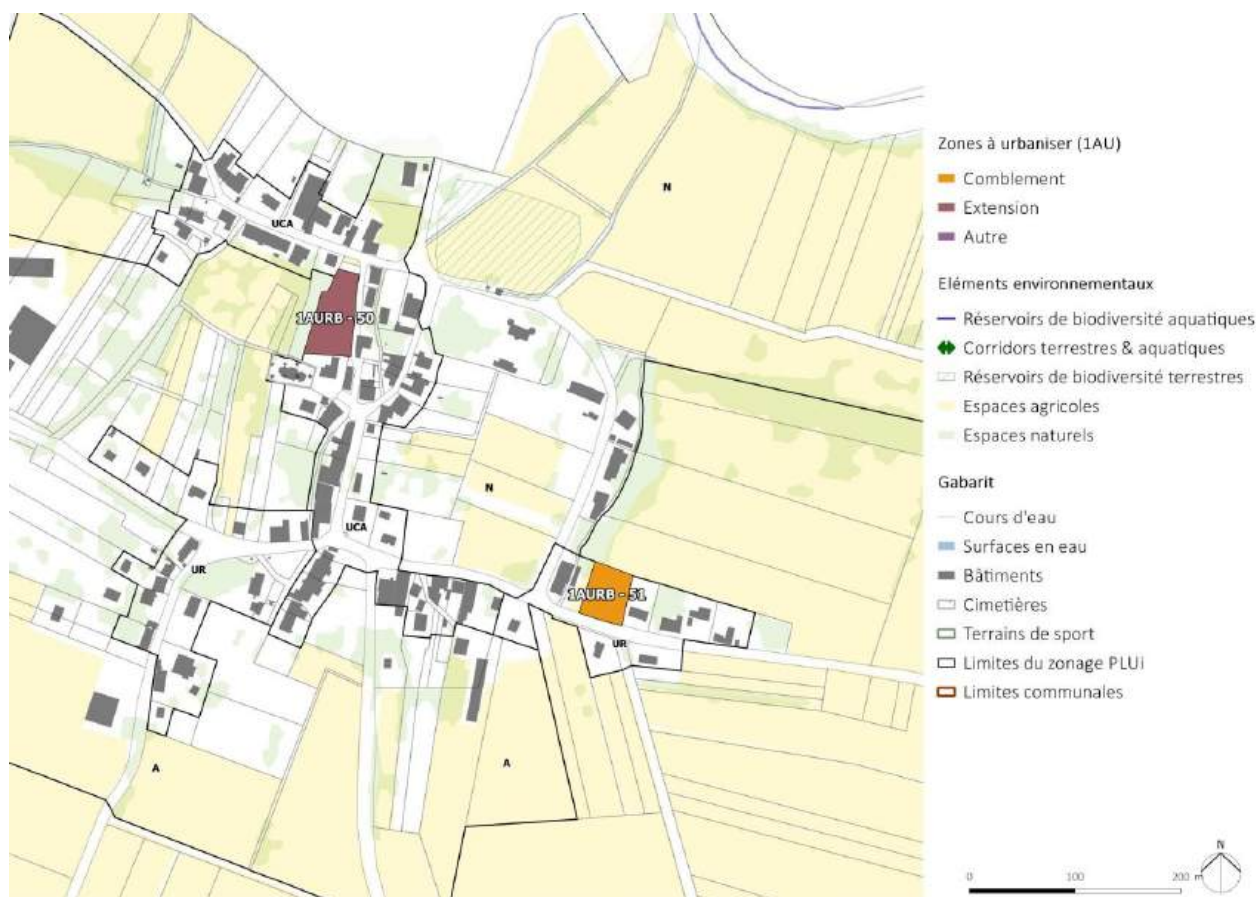 N
UCA
1AURB - 50
N
UCA
UR
1AURB - 51
UR
A
A
Zones à urbaniser (1AU)
Comblement
Extension
Autre
Eléments environnementaux
Réservoirs de biodiversité aquatiques
Corridors terrestres & aquatiques
Réservoirs de biodiversité terrestres
Espaces agricoles
Espaces naturels
Gabarit
Cours d'eau
Surfaces en eau
Bâtiments
Cimetières
Terrains de sport
Limites du zonage PLUi
Limites communales
N
0 100 200 m